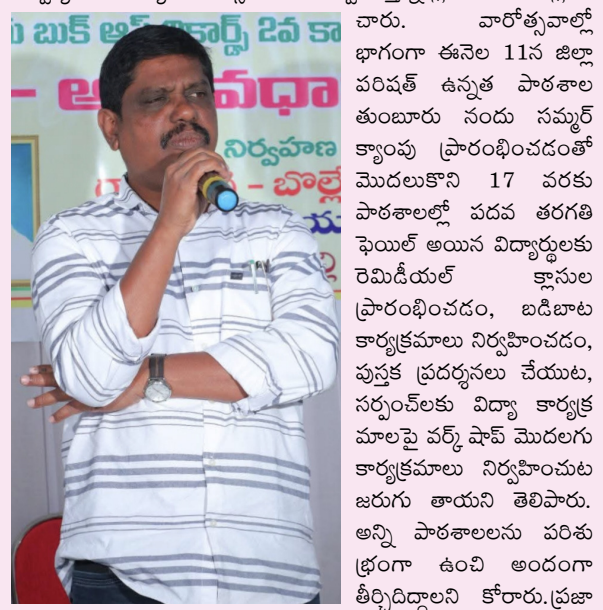 బుక్ ఆఫ్ రికార్డ్స్ 2వ
నిర్వహణ
చారు. వారోత్సవాల్లో
భాగంగా ఈనెల 11న జిల్లా
పరిషత్ ఉన్నత పాఠశాల
తుంబూరు నందు సమ్మర్
క్యాంపు ప్రారంభించడంతో
మొదలుకొని 17 వరకు
పాఠశాలల్లో పదవ తరగతి
ఫెయిల్ అయిన విద్యార్థులకు
రెమిడీయల్ క్లాసుల
ప్రారంభించడం, బడిబాట
కార్యక్రమాలు నిర్వహించడం,
పుస్తక ప్రదర్శనలు చేయుట,
సర్పంచ్‌లకు విద్యా కార్యక్ర
మాలపై వర్క్ షాప్ మొదలగు
కార్యక్రమాలు నిర్వహించుట
జరుగు తాయని తెలిపారు.
అన్ని పాఠశాలలను పరిశు
భ్రంగా ఉంచి అందంగా
తీర్చిదిద్దాలని కోరారు.ప్రజా